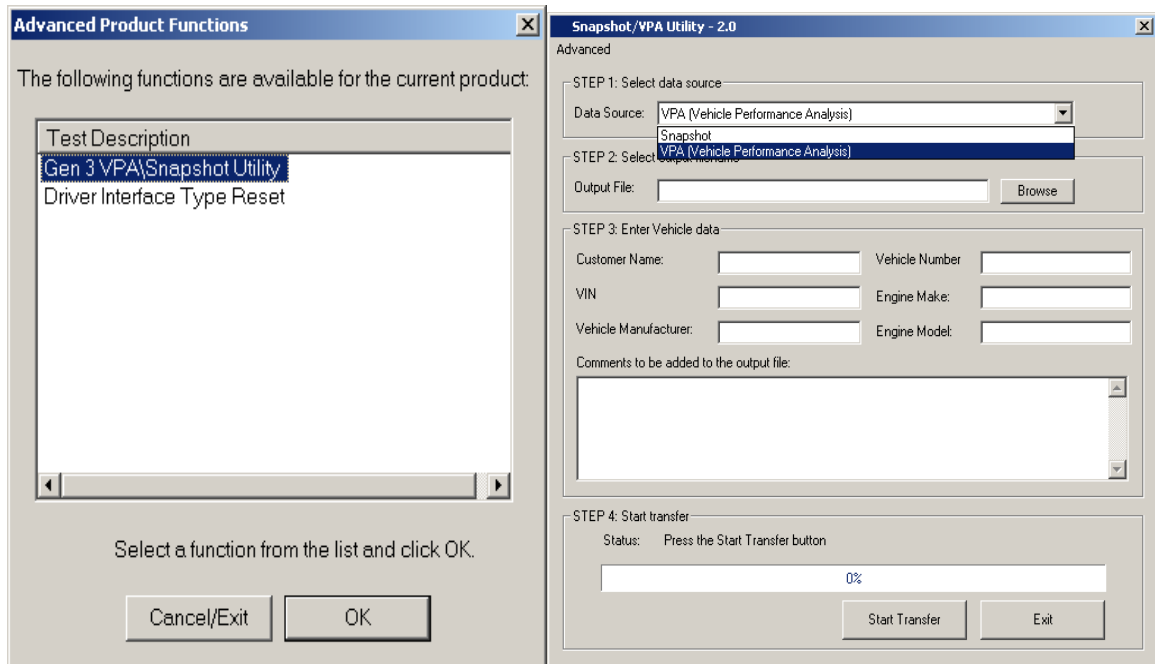 Advanced Product Functions
The following functions are available for the current product:
Test Description
Gen 3 VPA\Snapshot Utility
Driver Interface Type Reset
Select a function from the list and click OK.
Cancel/Exit
OK
Snapshot/VPA Utility - 2.0
Advanced
STEP 1: Select data source
Data Source: VPA (Vehicle Performance Analysis)
Snapshot
VPA (Vehicle Performance Analysis)
STEP 2: Select output filename
Output File:
Browse
STEP 3: Enter Vehicle data
Customer Name: Vehicle Number
VIN Engine Make:
Vehicle Manufacturer: Engine Model:
Comments to be added to the output file:
STEP 4: Start transfer
Status: Press the Start Transfer button
0%
Start Transfer Exit